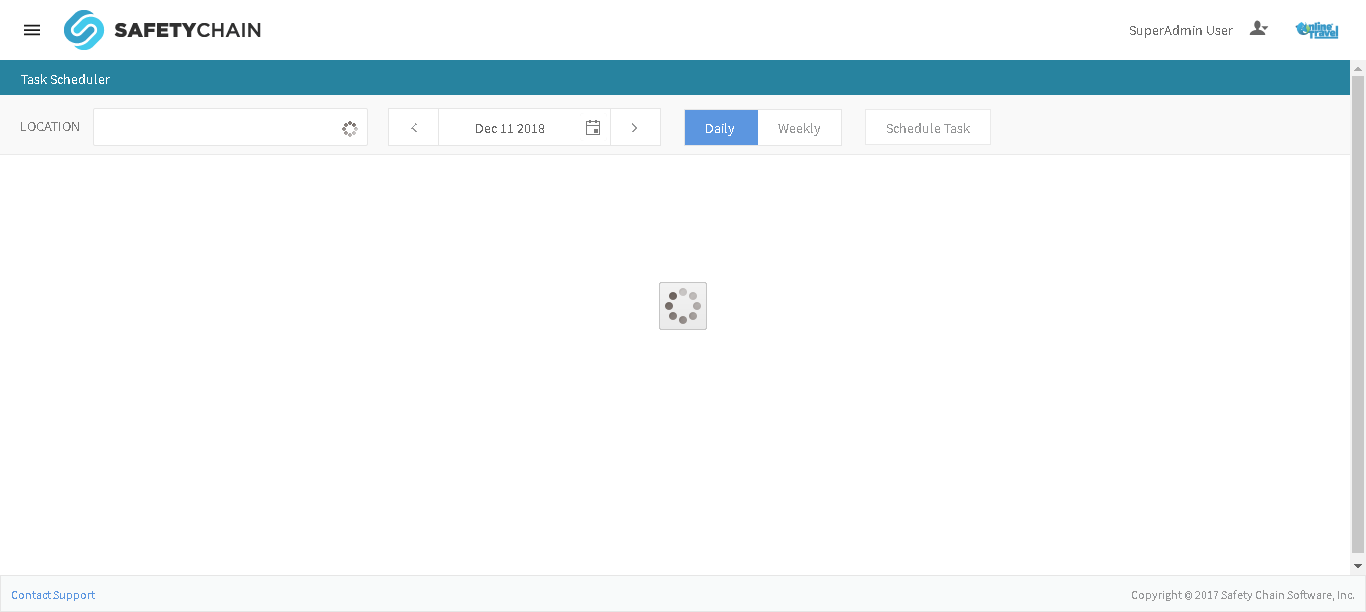 SAFETYCHAIN
SuperAdmin User
Online Travel
Task Scheduler
LOCATION
Dec 11 2018
Daily
Weekly
Schedule Task
Contact Support
Copyright © 2017 Safety Chain Software, Inc.